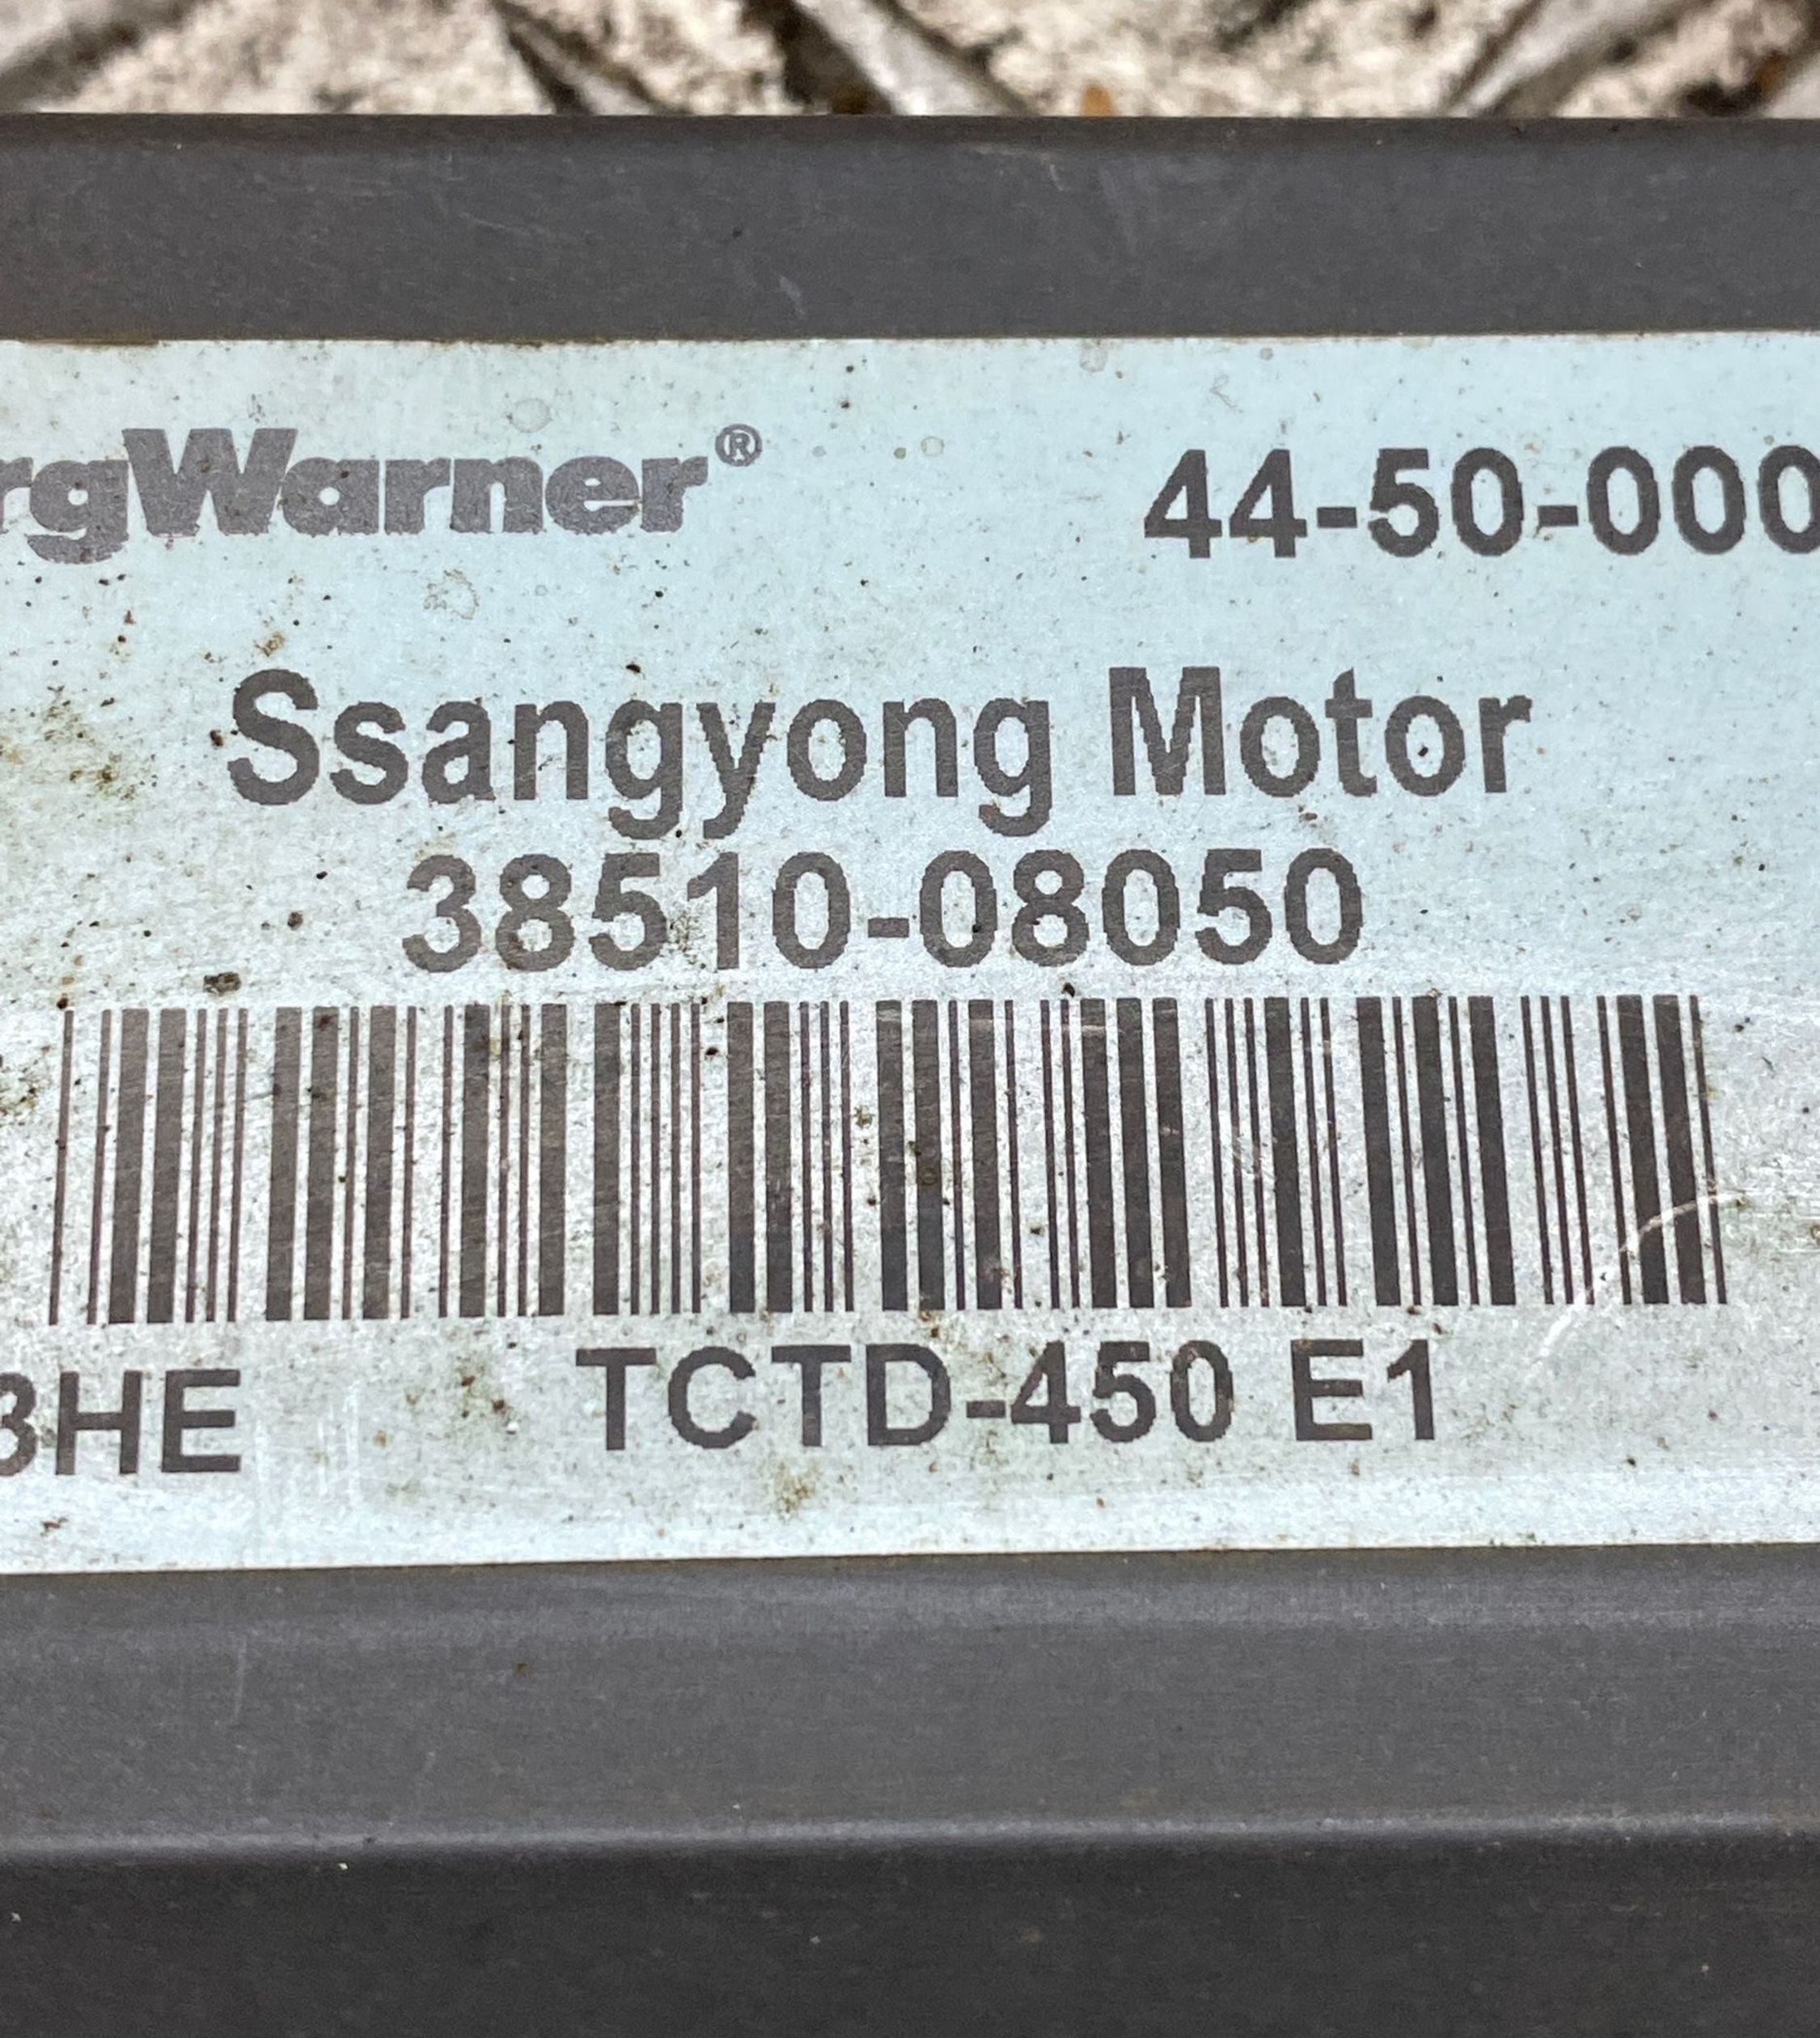 rgWarner® 44-50-000
Ssangyong Motor
38510-08050
3HE TCTD-450 E1